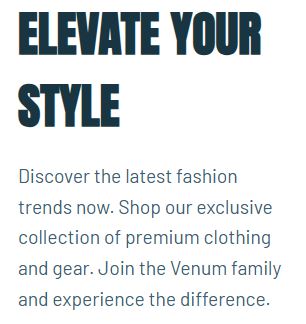 ELEVATE YOUR
STYLE
Discover the latest fashion
trends now. Shop our exclusive
collection of premium clothing
and gear. Join the Venum family
and experience the difference.